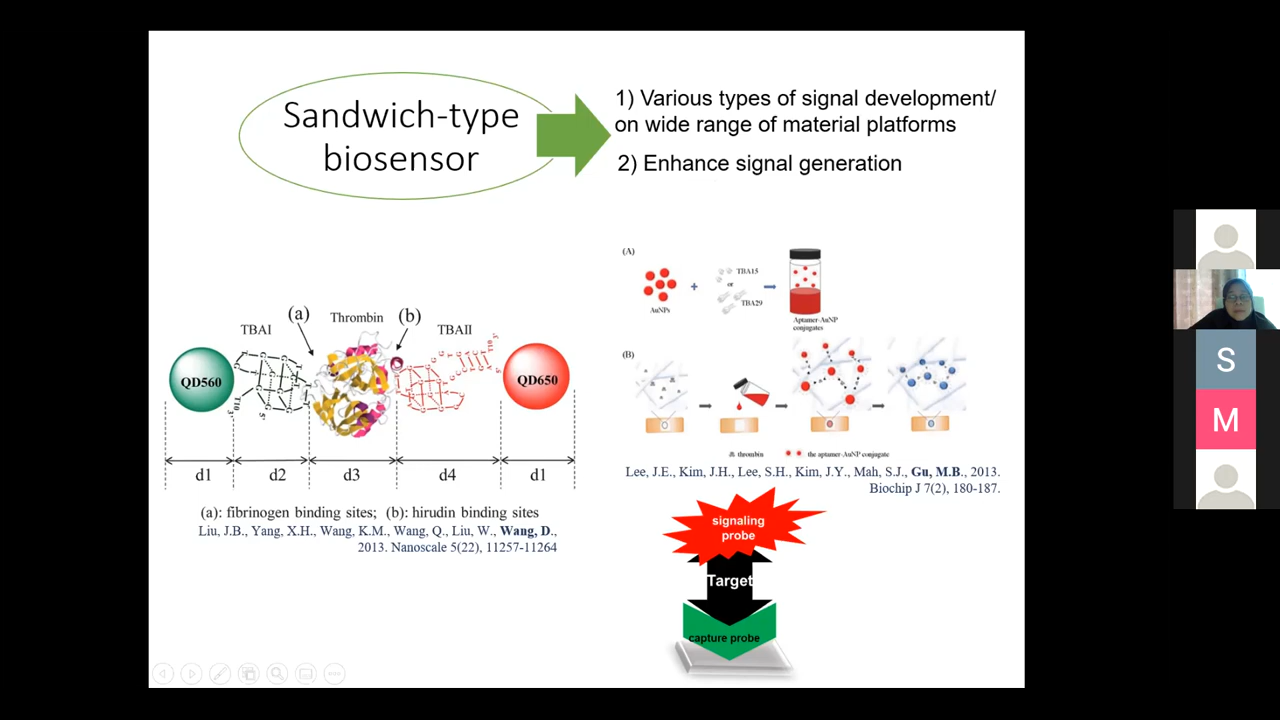 Sandwich-type
biosensor
1) Various types of signal development/
on wide range of material platforms
2) Enhance signal generation
(a)
Thrombin
(b)
TBAI
TBAII
QD560
QD650
d1
d2
d3
d4
d1
(a): fibrinogen binding sites; (b): hirudin binding sites
Liu, J.B., Yang, X.H., Wang, K.M., Wang, Q., Liu, W., Wang, D.,
2013. Nanoscale 5(22), 11257-11264
(A)
AuNPs
+
TBA15
or
TBA29
Aptamer-AuNP
conjugates
(B)
thrombin
the aptamer-AuNP conjugate
Lee, J.E., Kim, J.H., Lee, S.H., Kim, J.Y., Mah, S.J., Gu, M.B., 2013.
Biochip J 7(2), 180-187.
signaling
probe
Target
capture probe
S
M